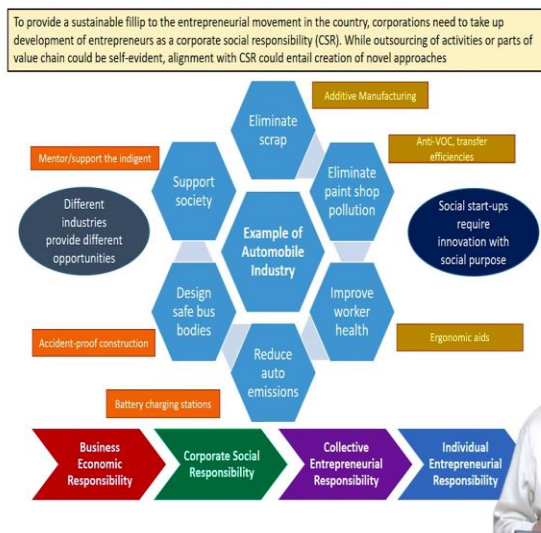 To provide a sustainable fillip to the entrepreneurial movement in the country, corporations need to take up
development of entrepreneurs as a corporate social responsibility (CSR). While outsourcing of activities or parts of
value chain could be self-evident, alignment with CSR could entail creation of novel approaches
Additive Manufacturing
Eliminate
scrap
Anti-VOC, transfer
efficiencies
Mentor/support the indigent
Support
society
Eliminate
paint shop
pollution
Different
industries
provide different
opportunities
Example of
Automobile
Industry
Social start-ups
require
innovation with
social purpose
Design
safe bus
bodies
Improve
worker
health
Accident-proof construction
Ergonomic aids
Reduce
auto
emissions
Battery charging stations
Business
Economic
Responsibility
Corporate Social
Responsibility
Collective
Entrepreneurial
Responsibility
Individual
Entrepreneurial
Responsibility